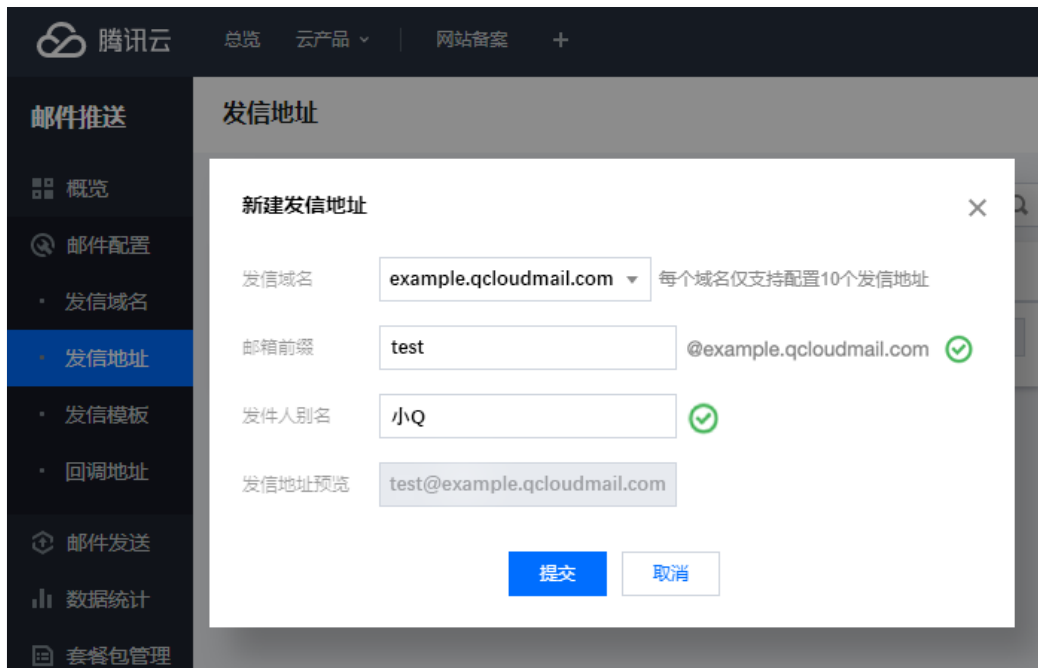 腾讯云 总览 云产品 网站备案 +
邮件推送
发信地址
概览
新建发信地址
邮件配置
发信域名 example.qcloudmail.com 每个域名仅支持配置10个发信地址
发信域名
邮箱前缀 test @example.qcloudmail.com
发信地址
发件人别名 小Q
发信模板
回调地址
发信地址预览 test@example.qcloudmail.com
邮件发送
提交 取消
数据统计
套餐包管理